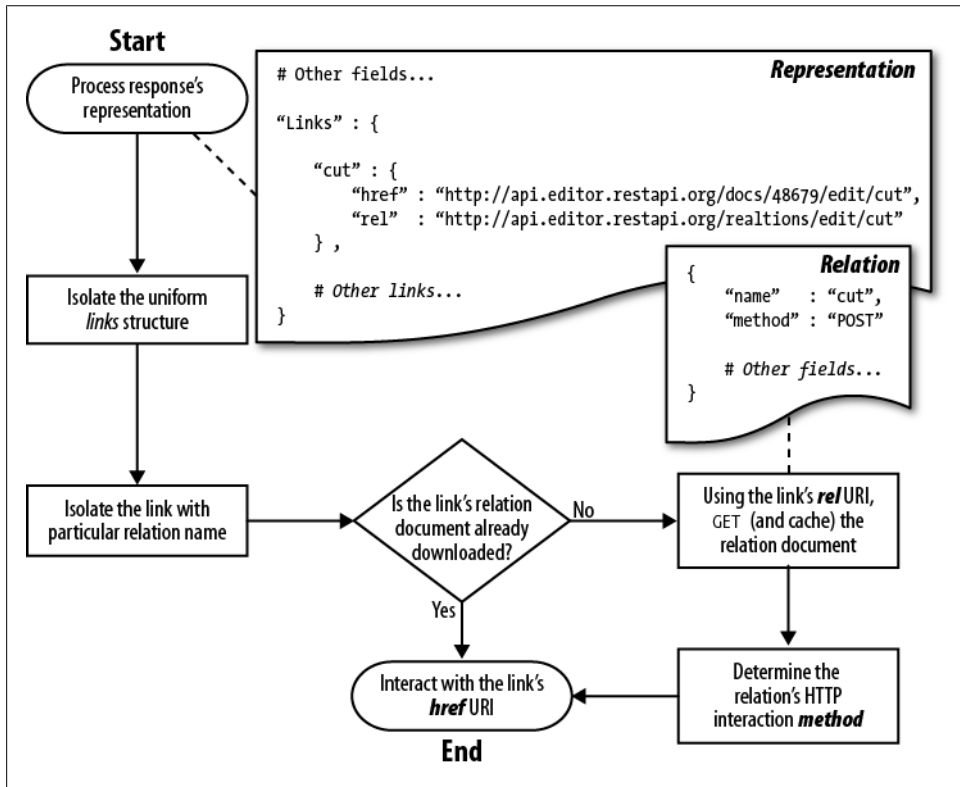 Start
Process response's
representation
Representation
# Other fields...
“Links” : {
“cut” : {
“href” : “http://api.editor.restapi.org/docs/48679/edit/cut”,
“rel” : “http://api.editor.restapi.org/realtions/edit/cut”
} ,
# Other links...
}
Relation
{
“name” : “cut”,
“method” : “POST”
# Other fields...
}
Isolate the uniform
links structure
Isolate the link with
particular relation name
Is the link's relation
document already
downloaded?
No
Yes
Using the link's rel URI,
GET (and cache) the
relation document
Determine the
relation's HTTP
interaction method
Interact with the link's
href URI
End